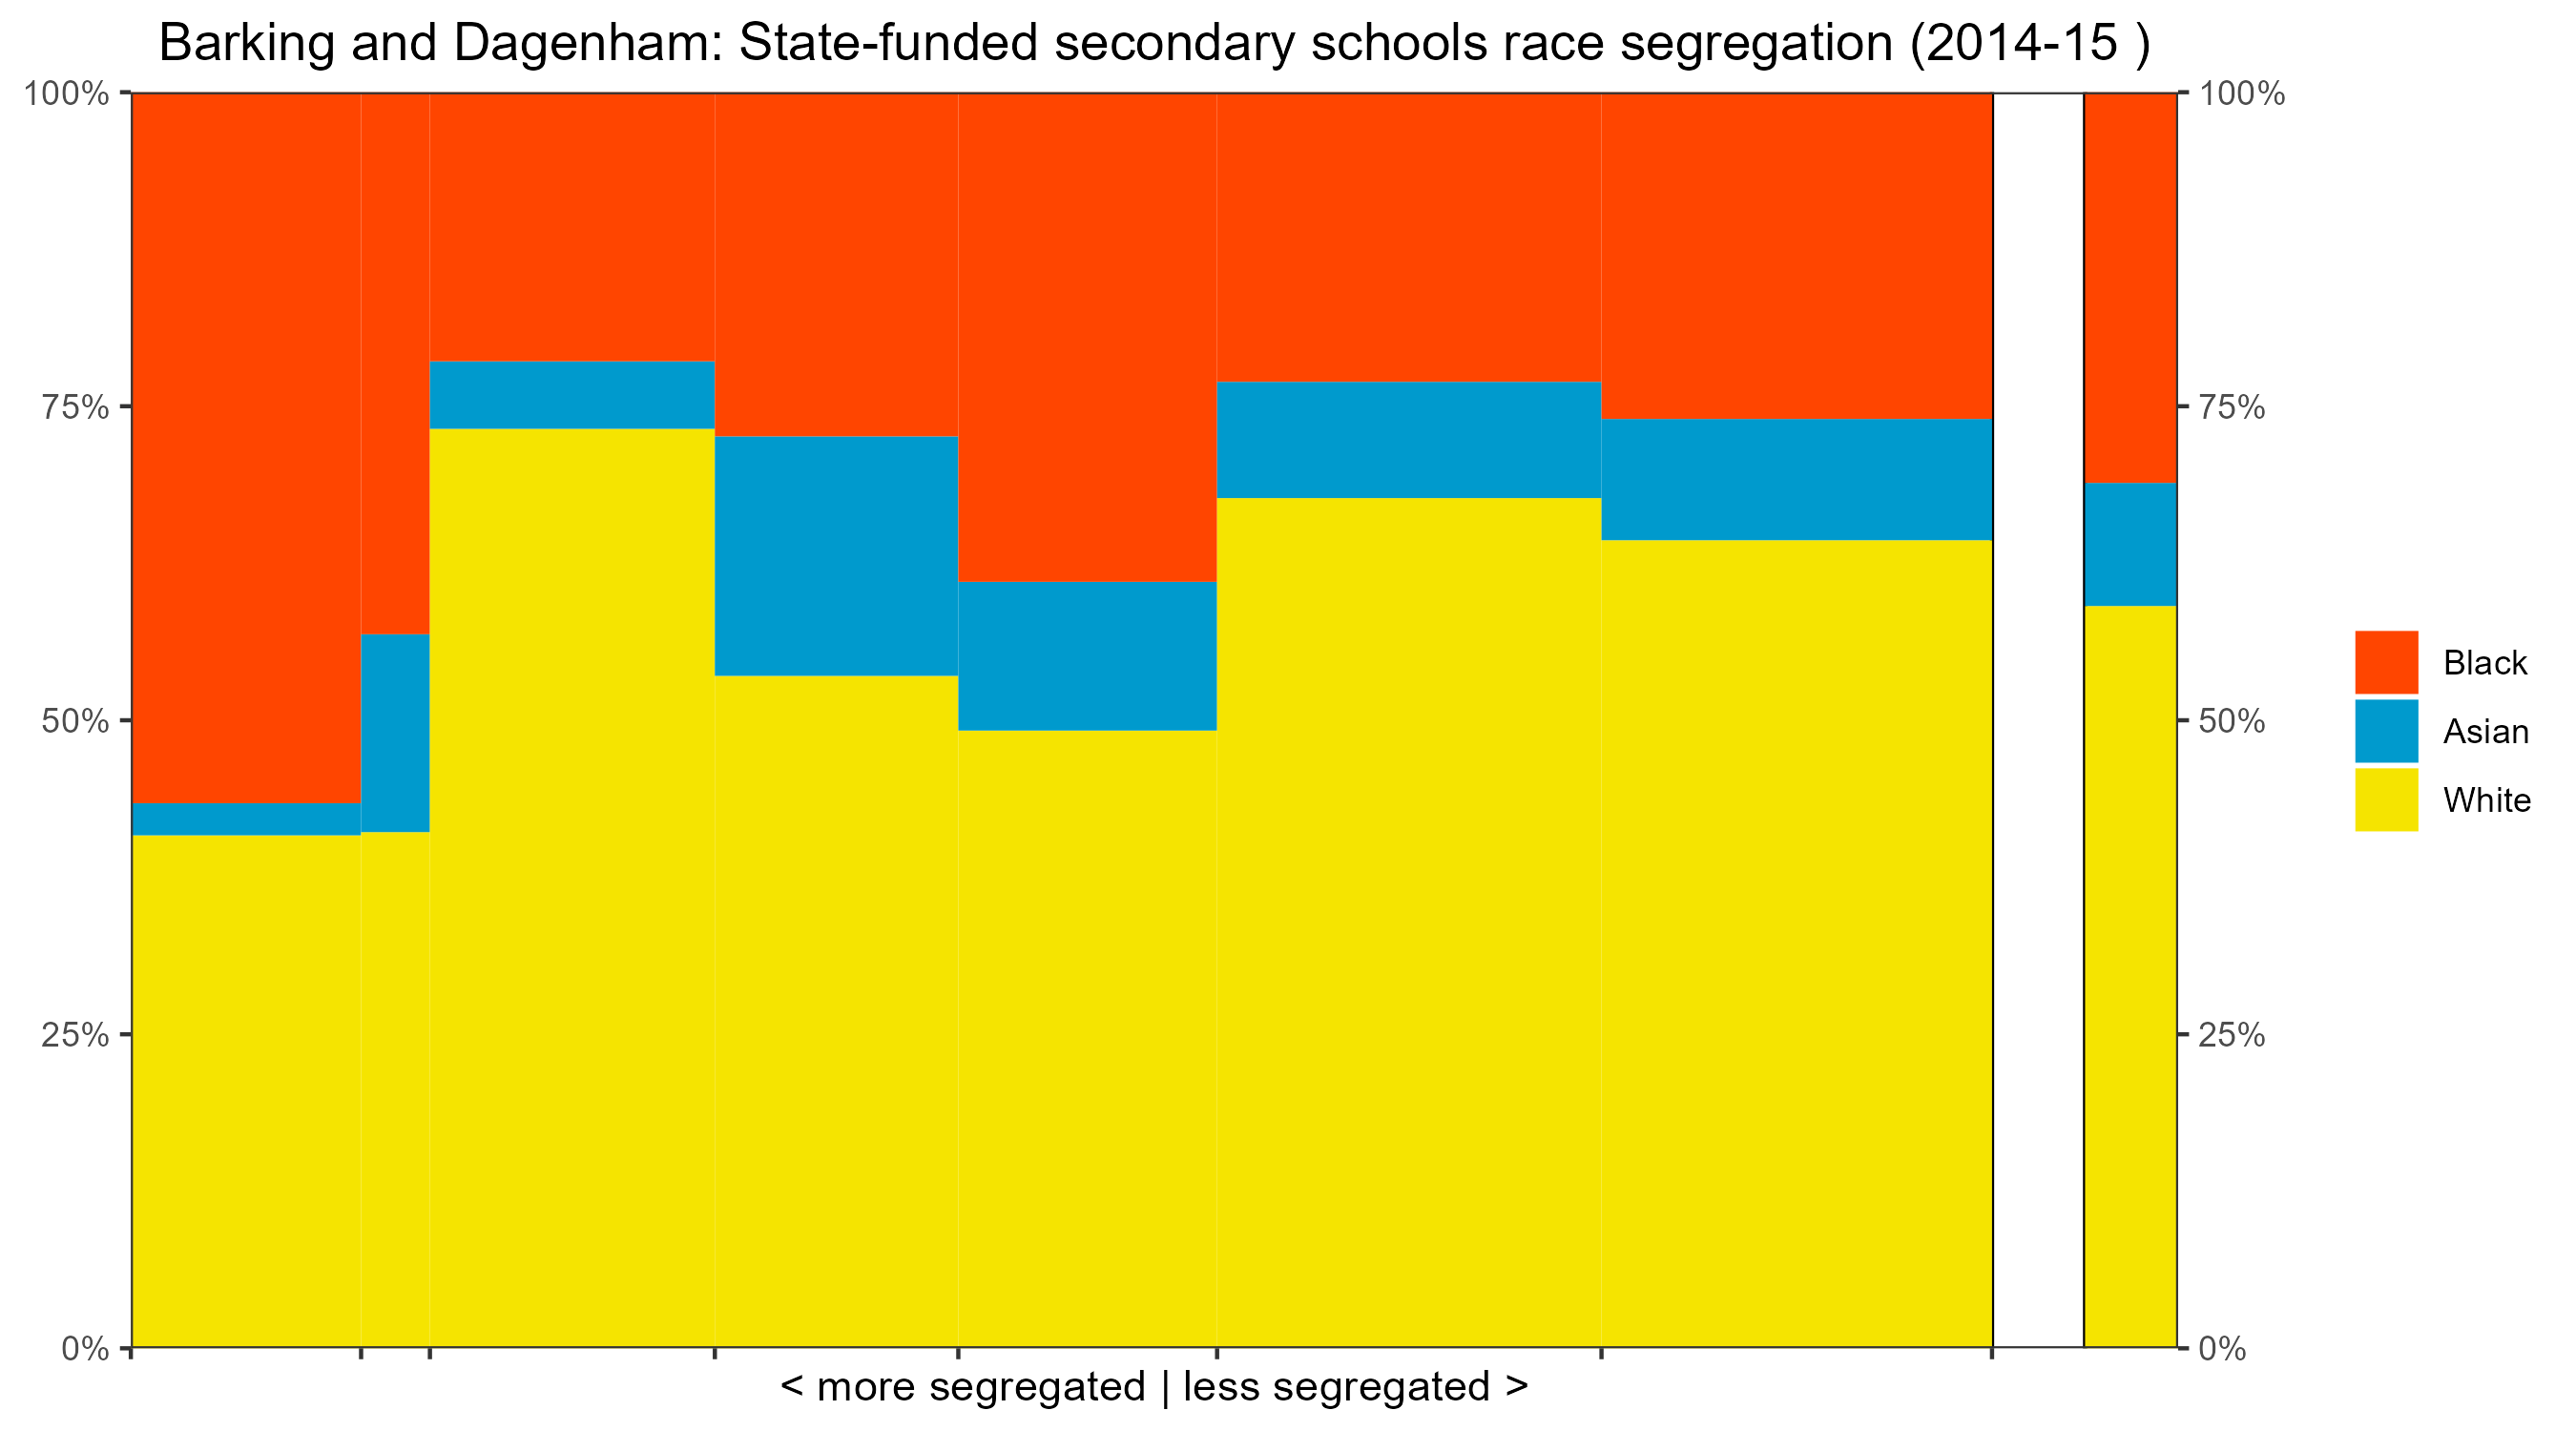 Barking and Dagenham: State-funded secondary schools race segregation (2014-15 )
100%
75%
50%
25%
0%
100%
75%
50%
25%
0%
Black
Asian
White
< more segregated | less segregated >